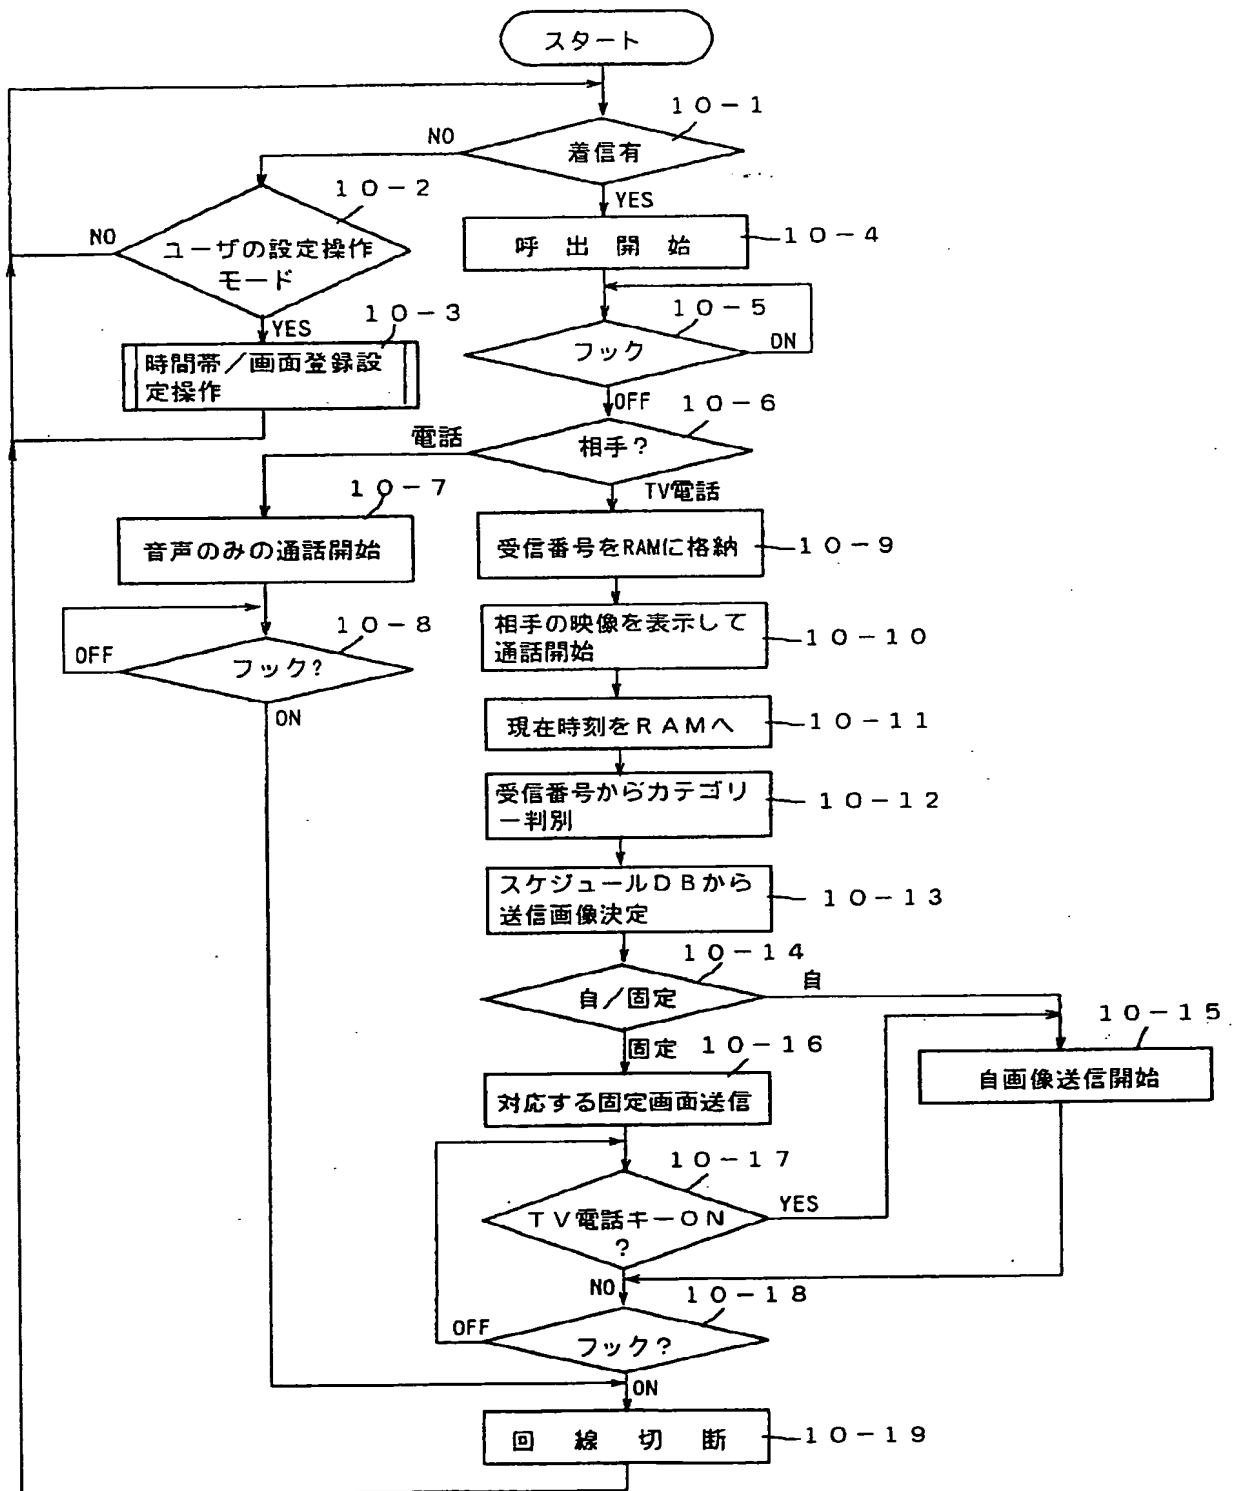 スタート
10-1
NO
着信有
10-2
YES
NO
ユーザの設定操作
モード
呼出開始
10-4
YES
10-3
10-5
時間帯／画面登録設
定操作
フック
ON
OFF
10-6
電話
相手？
10-7
TV電話
音声のみの通話開始
受信番号をRAMに格納
10-9
10-8
相手の映像を表示して
通話開始
10-10
OFF
フック？
ON
現在時刻をRAMへ
10-11
受信番号からカテゴリ
ー判別
10-12
スケジュールDBから
送信画像決定
10-13
10-14
自／固定
自
10-15
固定
10-16
自画像送信開始
対応する固定画面送信
10-17
TV電話キーON
？
YES
NO
10-18
OFF
フック？
ON
回線切断
10-19